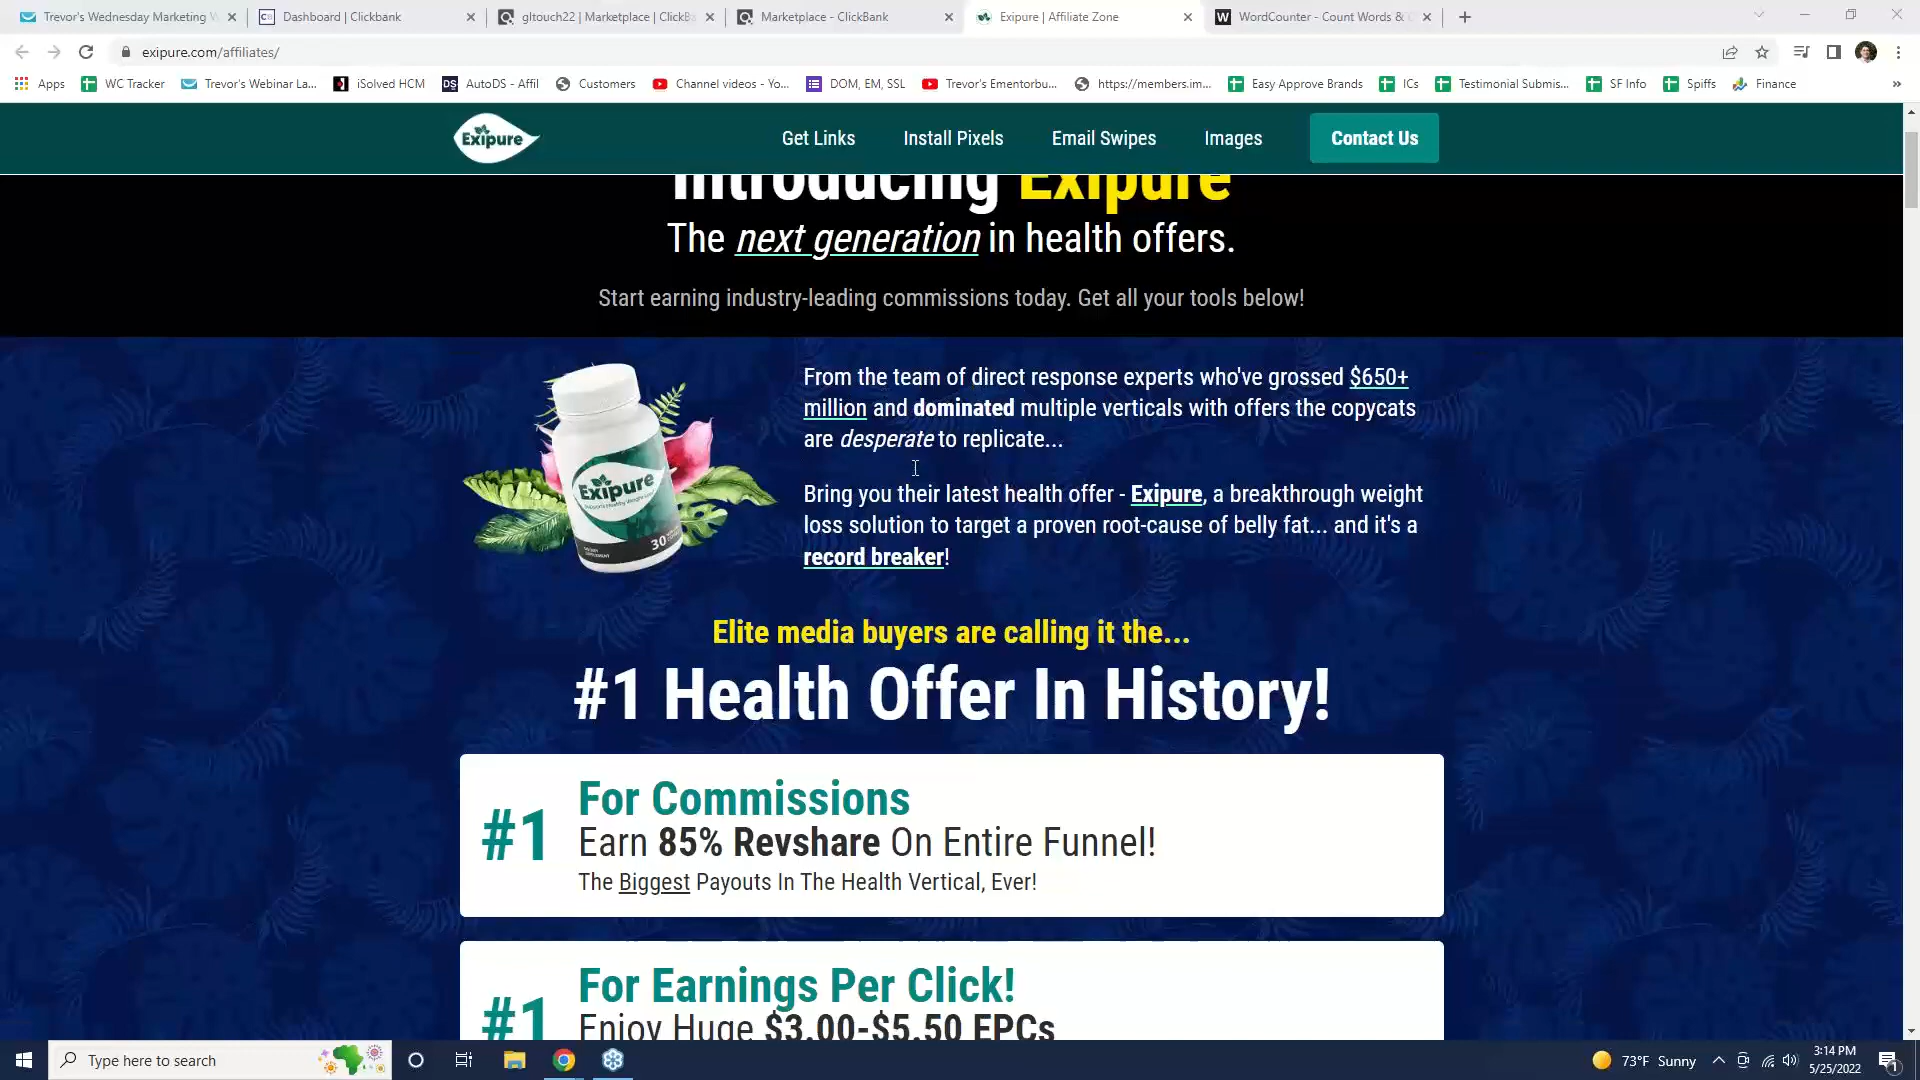 Trevor's Wednesday Marketing W
Dashboard | Clickbank
gltouch22 | Marketplace | ClickBa
Marketplace - ClickBank
Exipure | Affiliate Zone
WordCounter - Count Words & C
exipure.com/affiliates/
Apps
WC Tracker
Trevor's Webinar La...
iSolved HCM
AutoDS - Affil
Customers
Channel videos - Yo...
DOM, EM, SSL
Trevor's Ementorbu...
https://members.im...
Easy Approve Brands
ICs
Testimonial Submis...
SF Info
Spiffs
Finance
»
Exipure
Get Links
Install Pixels
Email Swipes
Images
Contact Us
Introducing Exipure
The next generation in health offers.
Start earning industry-leading commissions today. Get all your tools below!
From the team of direct response experts who've grossed $650+
million and dominated multiple verticals with offers the copycats
are desperate to replicate...
Bring you their latest health offer - Exipure, a breakthrough weight
loss solution to target a proven root-cause of belly fat... and it's a
record breaker!
Exipure
30
Elite media buyers are calling it the...
#1 Health Offer In History!
#1
For Commissions
Earn 85% Revshare On Entire Funnel!
The Biggest Payouts In The Health Vertical, Ever!
#1
For Earnings Per Click!
Enjoy Huge $3.00-$5.50 EPCs
Type here to search
73°F Sunny
3:14 PM
5/25/2022
1